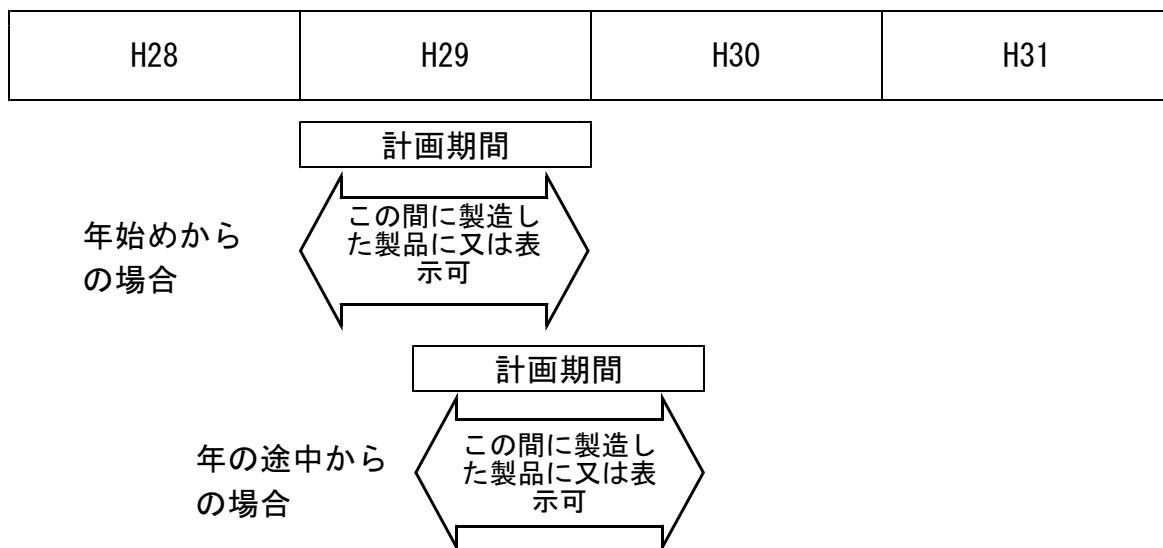 H28 H29 H30 H31
計画期間
この間に製造し
た製品に又は表
示可
年始めから
の場合
計画期間
この間に製造し
た製品に又は表
示可
年の途中から
の場合